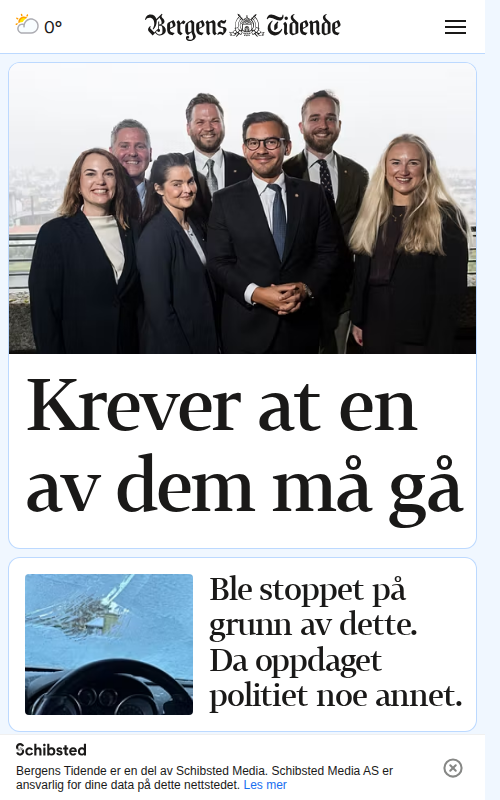 0°
Bergens Tidende
Krever at en
av dem må gå
Ble stoppet på
grunn av dette.
Da oppdaget
politiet noe annet.
Schibsted
Bergens Tidende er en del av Schibsted Media. Schibsted Media AS er
ansvarlig for dine data på dette nettstedet. Les mer